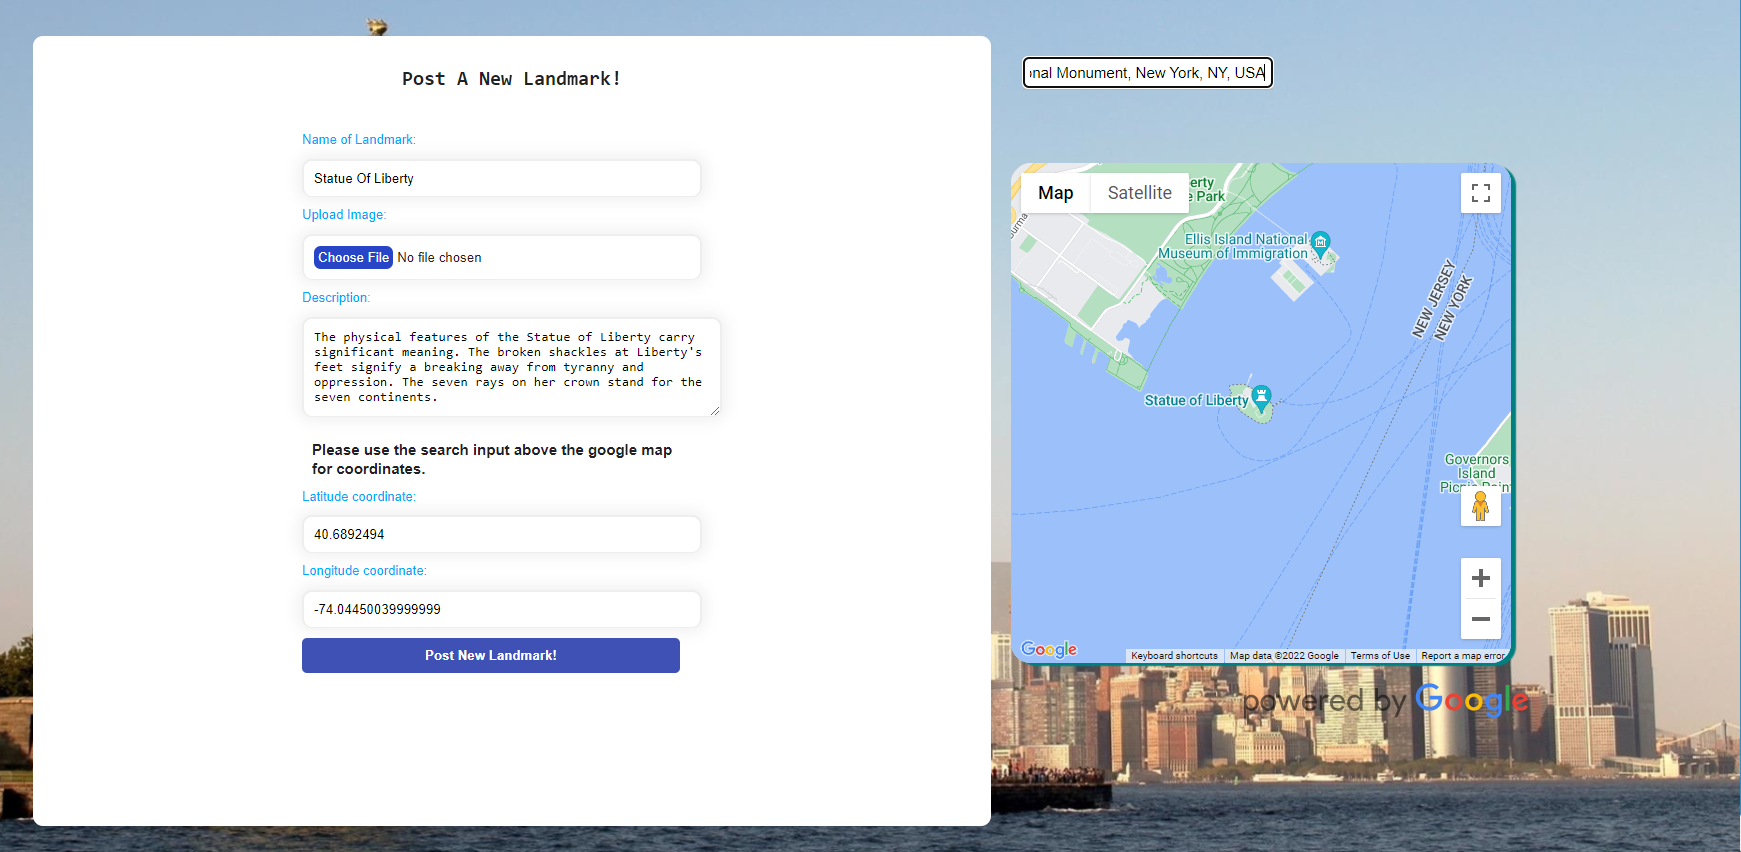 Post A New Landmark!
Name of Landmark:
Statue Of Liberty
Upload Image:
Choose File No file chosen
Description:
The physical features of the Statue of Liberty carry
significant meaning. The broken shackles at Liberty's
feet signify a breaking away from tyranny and
oppression. The seven rays on her crown stand for the
seven continents.
Please use the search input above the google map
for coordinates.
Latitude coordinate:
40.6892494
Longitude coordinate:
-74.04450039999999
Post New Landmark!
onal Monument, New York, NY, USA
Map Satellite
erty
e Park
Ellis Island National
Museum of Immigration
NEW JERSEY
NEW YORK
Statue of Liberty
Governors
Island
Picnic Point
Google
Keyboard shortcuts Map data ©2022 Google Terms of Use Report a map error
powered by Google